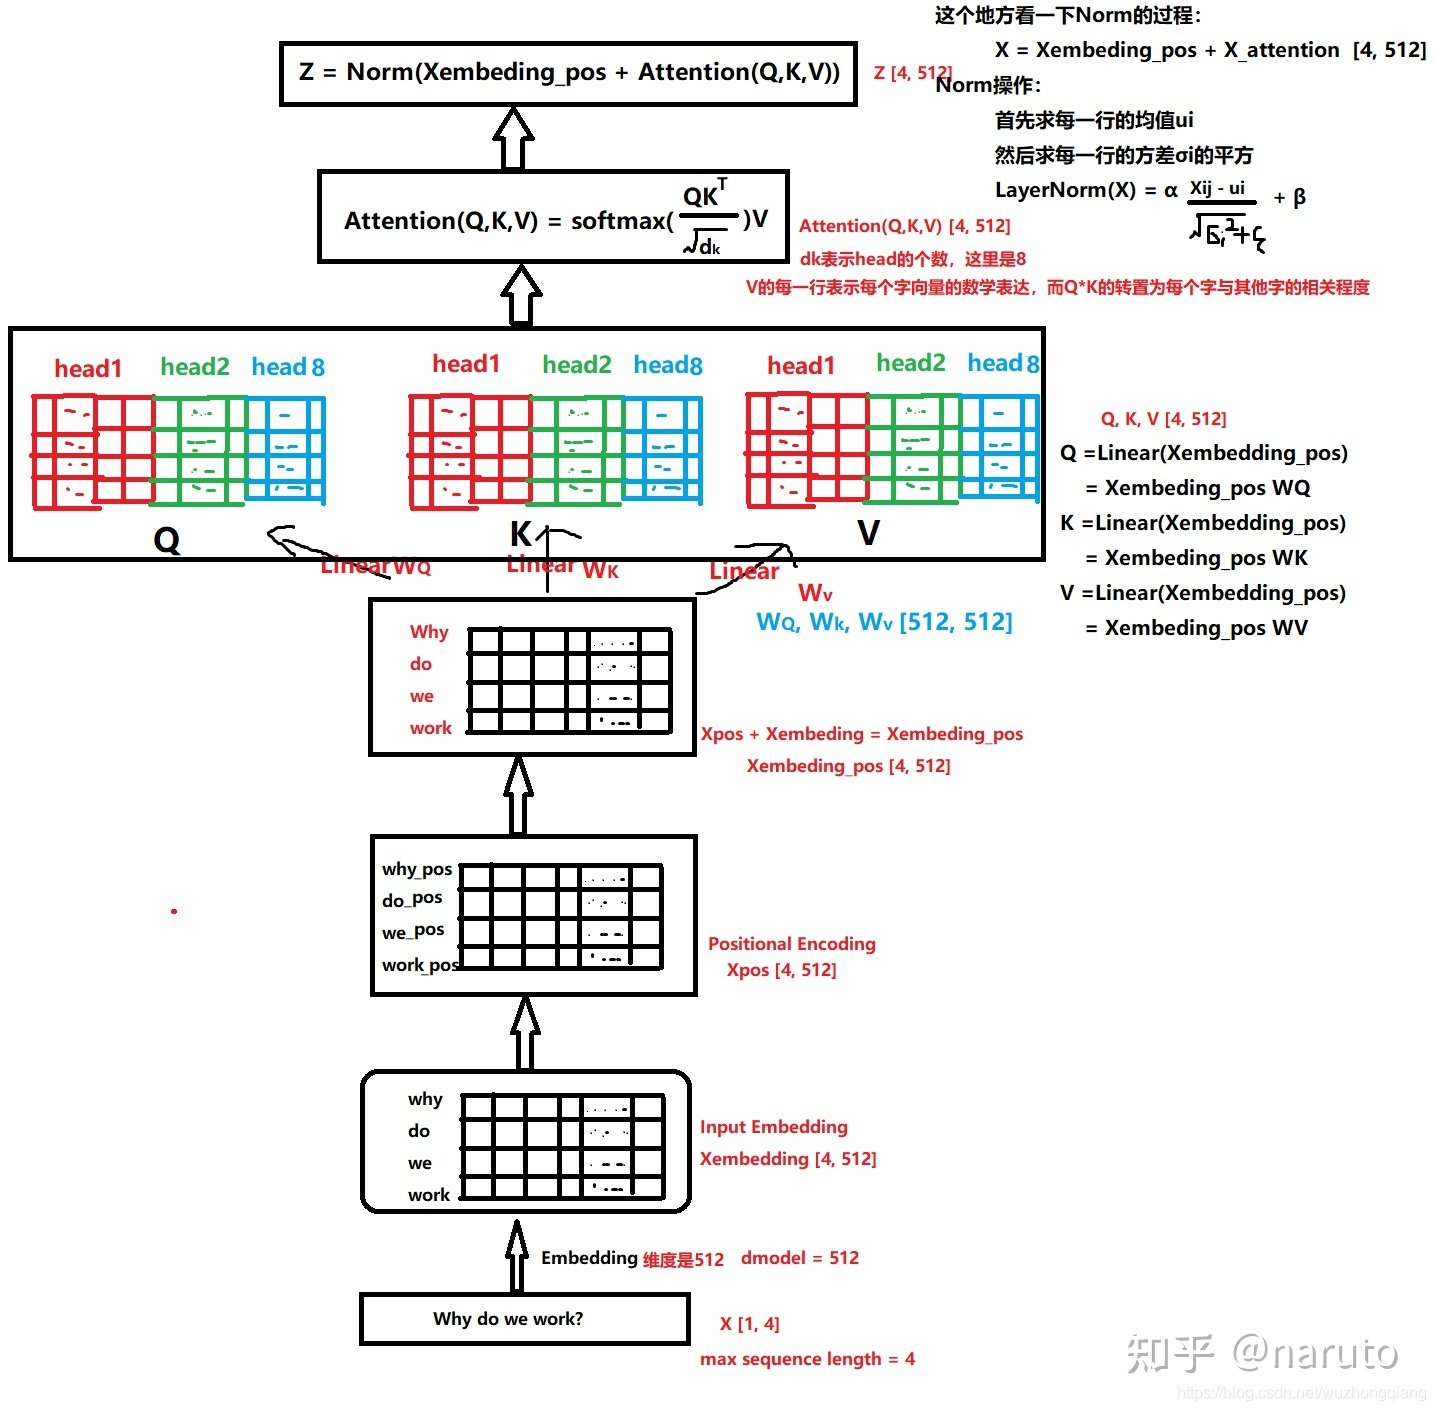 这个地方看一下Norm的过程：
X = Xembeding_pos + X_attention [4, 512]
Z = Norm(Xembeding_pos + Attention(Q,K,V))
Z [4, 512]
Norm操作：
首先求每一行的均值ui
然后求每一行的方差σi的平方
LayerNorm(X) = α (Xij - ui) / √(σi²+ξ) + β
Attention(Q,K,V) = softmax(QK^T / √dk)V
Attention(Q,K,V) [4, 512]
dk表示head的个数，这里是8
V的每一行表示每个字向量的数学表达，而Q*K的转置为每个字与其他字的相关程度
head1 head2 head8
head1 head2 head8
head1 head2 head8
Q
K
V
Q, K, V [4, 512]
Q =Linear(Xembedding_pos)
= Xembeding_pos WQ
K =Linear(Xembedding_pos)
= Xembeding_pos WK
V =Linear(Xembedding_pos)
= Xembeding_pos WV
Linear WQ
Linear WK
Linear
Wv
WQ, Wk, Wv [512, 512]
Why
do
we
work
Xpos + Xembeding = Xembeding_pos
Xembeding_pos [4, 512]
why_pos
do_pos
we_pos
work_pos
Positional Encoding
Xpos [4, 512]
why
do
we
work
Input Embedding
Xembedding [4, 512]
Embedding 维度是512 dmodel = 512
Why do we work?
X [1, 4]
max sequence length = 4
知乎 @naruto
https://blog.csdn.net/wuzhongqiang